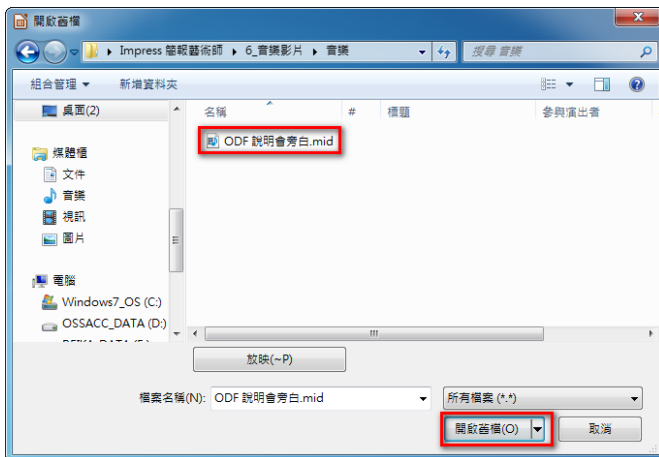 開啟舊檔
Impress 簡報藝術師 ▸ 6_音樂影片 ▸ 音樂
搜尋 音樂
組合管理 新增資料夾
桌面(2)
名稱 # 標題 參與演出者
ODF 說明會旁白.mid
媒體櫃
文件
音樂
視訊
圖片
電腦
Windows7_OS (C:)
OSSACC_DATA (D:)
放映(~P)
檔案名稱(N): ODF 說明會旁白.mid 所有檔案 (*.*)
開啟舊檔(O) 取消